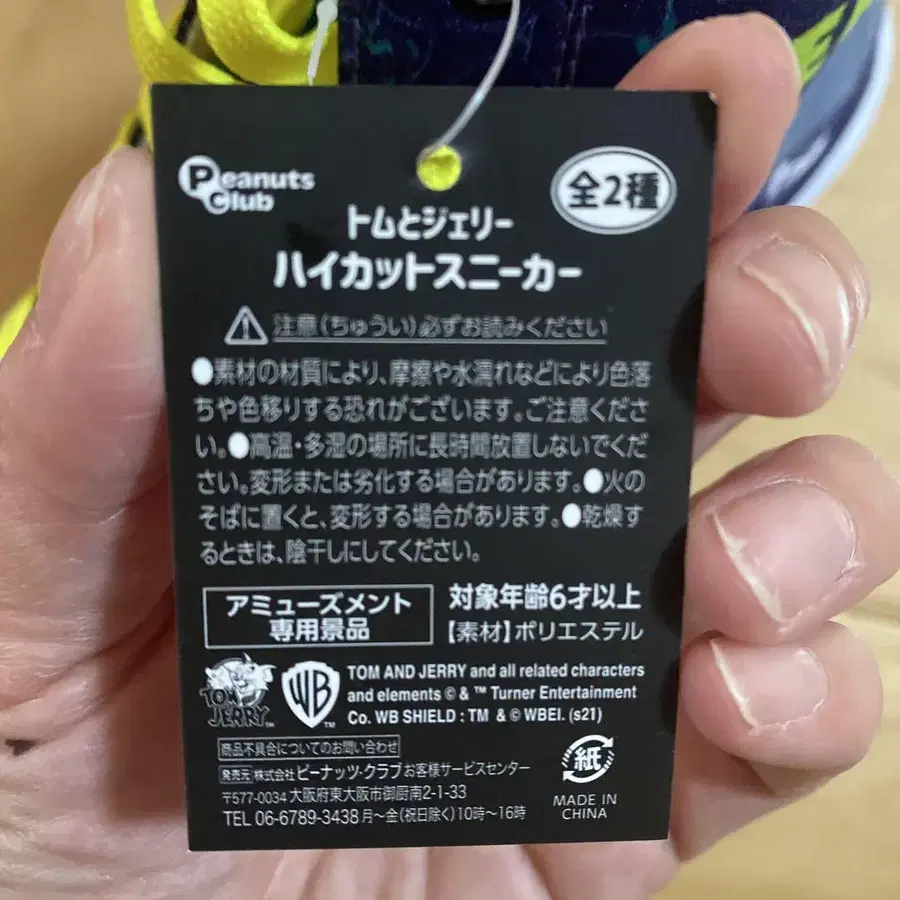 Peanuts Club
全2種
トムとジェリー
ハイカットスニーカー
注意(ちゅうい)必ずお読みください
●素材の材質により、摩擦や水濡れなどにより色落
ちや色移りする恐れがございます。ご注意くださ
い。●高温・多湿の場所に長時間放置しないでくだ
さい。変形または劣化する場合があります。●火の
そばに置くと、変形する場合があります。●乾燥す
るときは、陰干しにしてください。
アミューズメント
専用景品
対象年齢6才以上
【素材】ポリエステル
TOM AND JERRY™
WB™
TOM AND JERRY and all related characters
and elements © & ™ Turner Entertainment
Co. WB SHIELD : TM & © WBEI. (s21)
商品不具合についてのお問い合わせ
発売元 株式会社ピーナッツ・クラブお客様サービスセンター
〒577-0034 大阪府東大阪市御厨南2-1-33
TEL 06-6789-3438 月〜金(祝日除く)10時〜16時
紙
MADE IN
CHINA